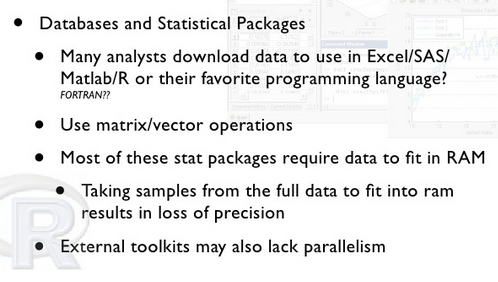 • Databases and Statistical Packages
• Many analysts download data to use in Excel/SAS/
Matlab/R or their favorite programming language?
FORTRAN??
• Use matrix/vector operations
• Most of these stat packages require data to fit in RAM
• Taking samples from the full data to fit into ram
results in loss of precision
• External toolkits may also lack parallelism
R